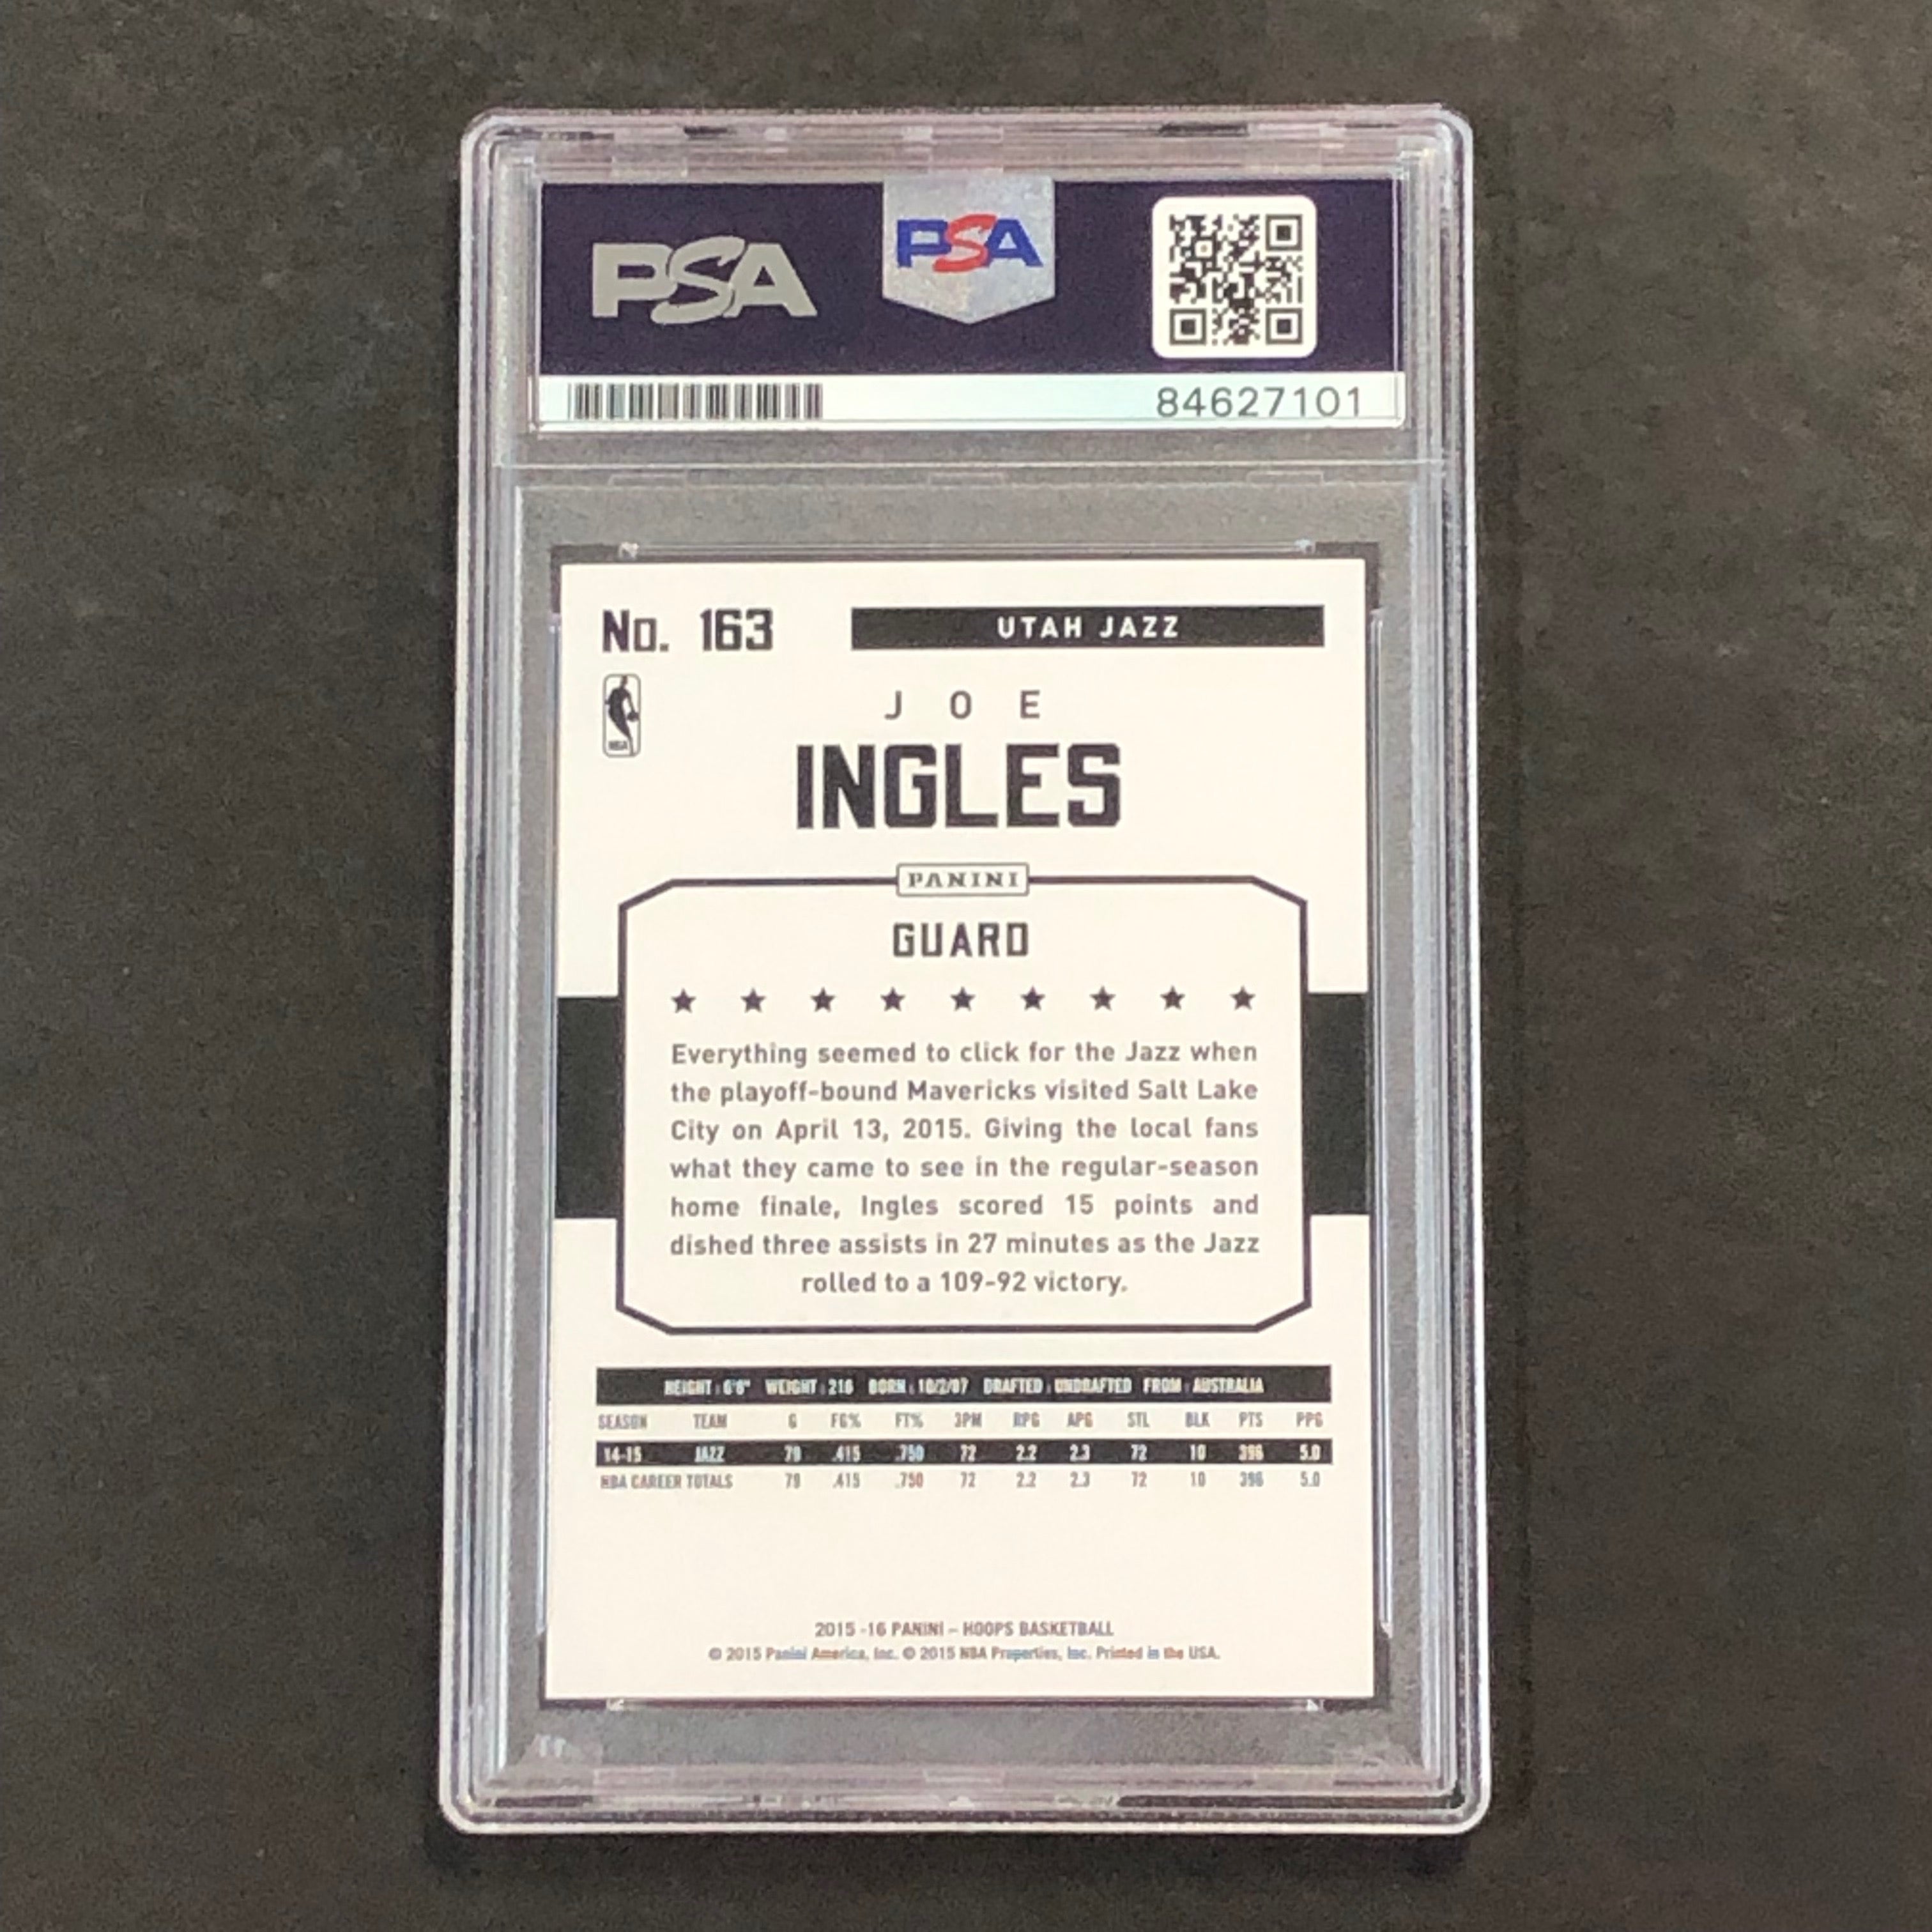 PSA
PSA
84627101
No. 163
UTAH JAZZ
NBA
JOE
INGLES
PANINI
GUARD
Everything seemed to click for the Jazz when
the playoff-bound Mavericks visited Salt Lake
City on April 13, 2015. Giving the local fans
what they came to see in the regular-season
home finale, Ingles scored 15 points and
dished three assists in 27 minutes as the Jazz
rolled to a 109-92 victory.
HEIGHT: 6'8" WEIGHT: 216 BORN: 10/2/87 DRAFTED: UNDRAFTED FROM: AUSTRALIA
SEASON TEAM G FG% FT% 3PM RPG APG STL BLK PTS PPG
14-15 JAZZ 79 .415 .750 72 2.2 2.3 72 10 396 5.0
NBA CAREER TOTALS 79 .415 .750 72 2.2 2.3 72 10 396 5.0
2015-16 PANINI – HOOPS BASKETBALL
© 2015 Panini America, Inc. © 2015 NBA Properties, Inc. Printed in the USA.